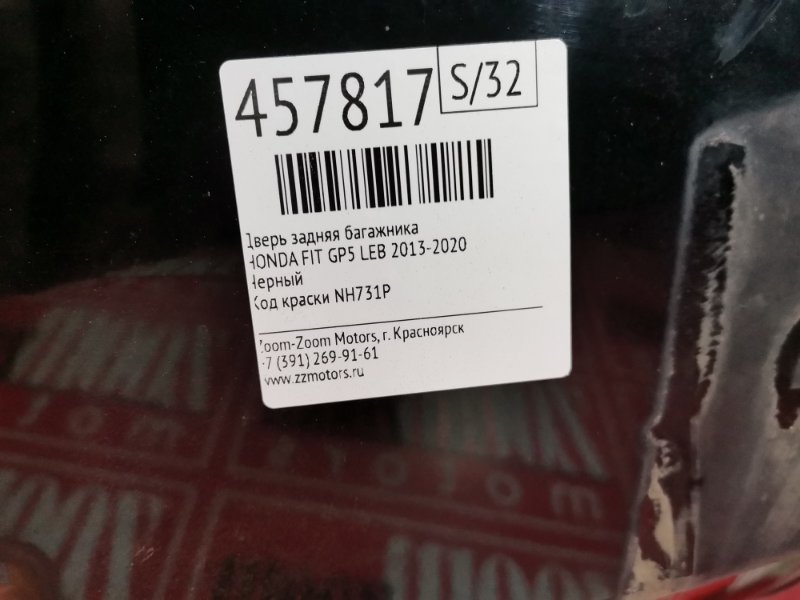 457817
S/32
Дверь задняя багажника
HONDA FIT GP5 LEB 2013-2020
Черный
Код краски NH731P
Zoom-Zoom Motors, г. Красноярск
+7 (391) 269-91-61
www.zzmotors.ru